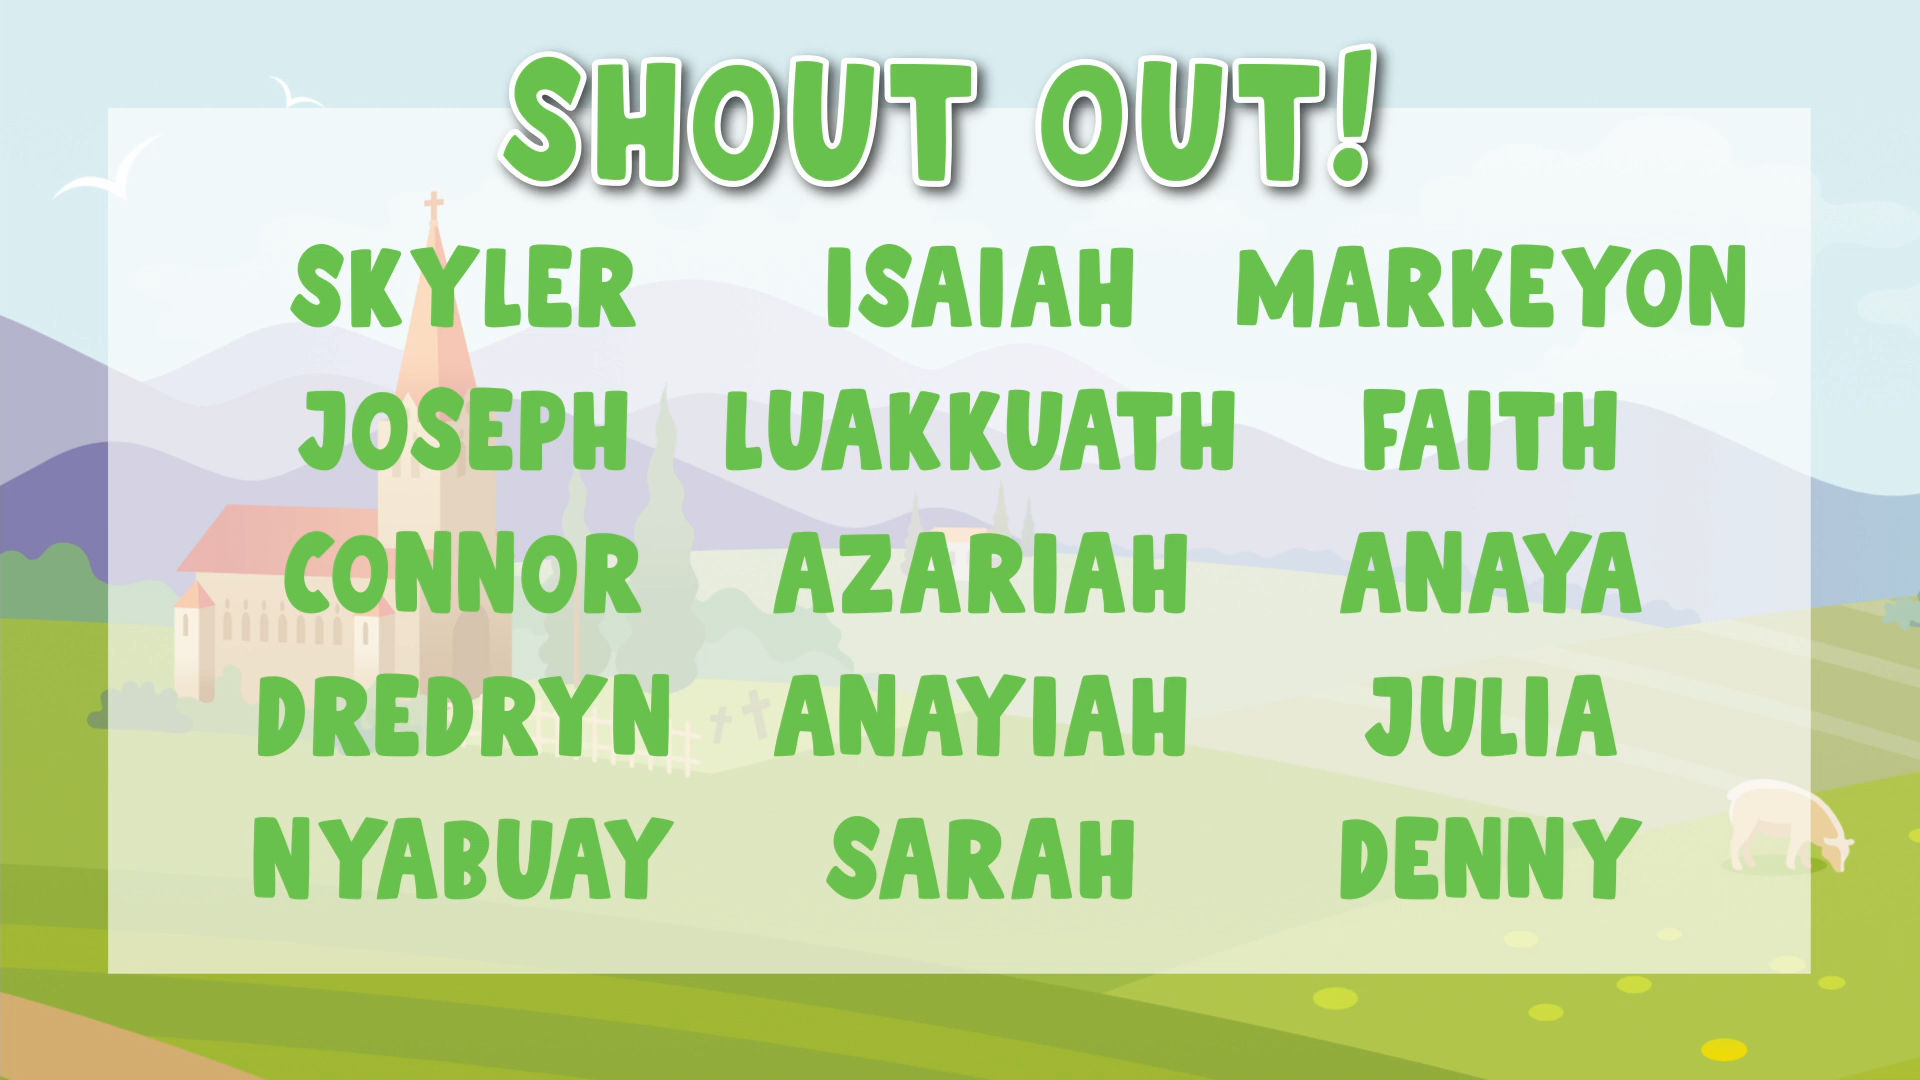 SHOUT OUT!
SKYLER ISAIAH MARKEYON
JOSEPH LUAKKUATH FAITH
CONNOR AZARIAH ANAYA
DREDRYN ANAYIAH JULIA
NYABUAY SARAH DENNY